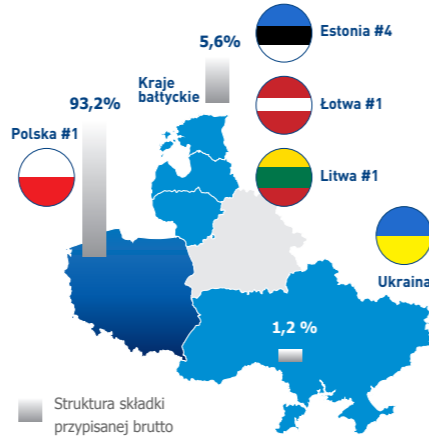 5,6%
Estonia #4
Kraje
bałtyckie
93,2%
Łotwa #1
Polska #1
Litwa #1
Ukraina
1,2 %
Struktura składki
przypisanej brutto